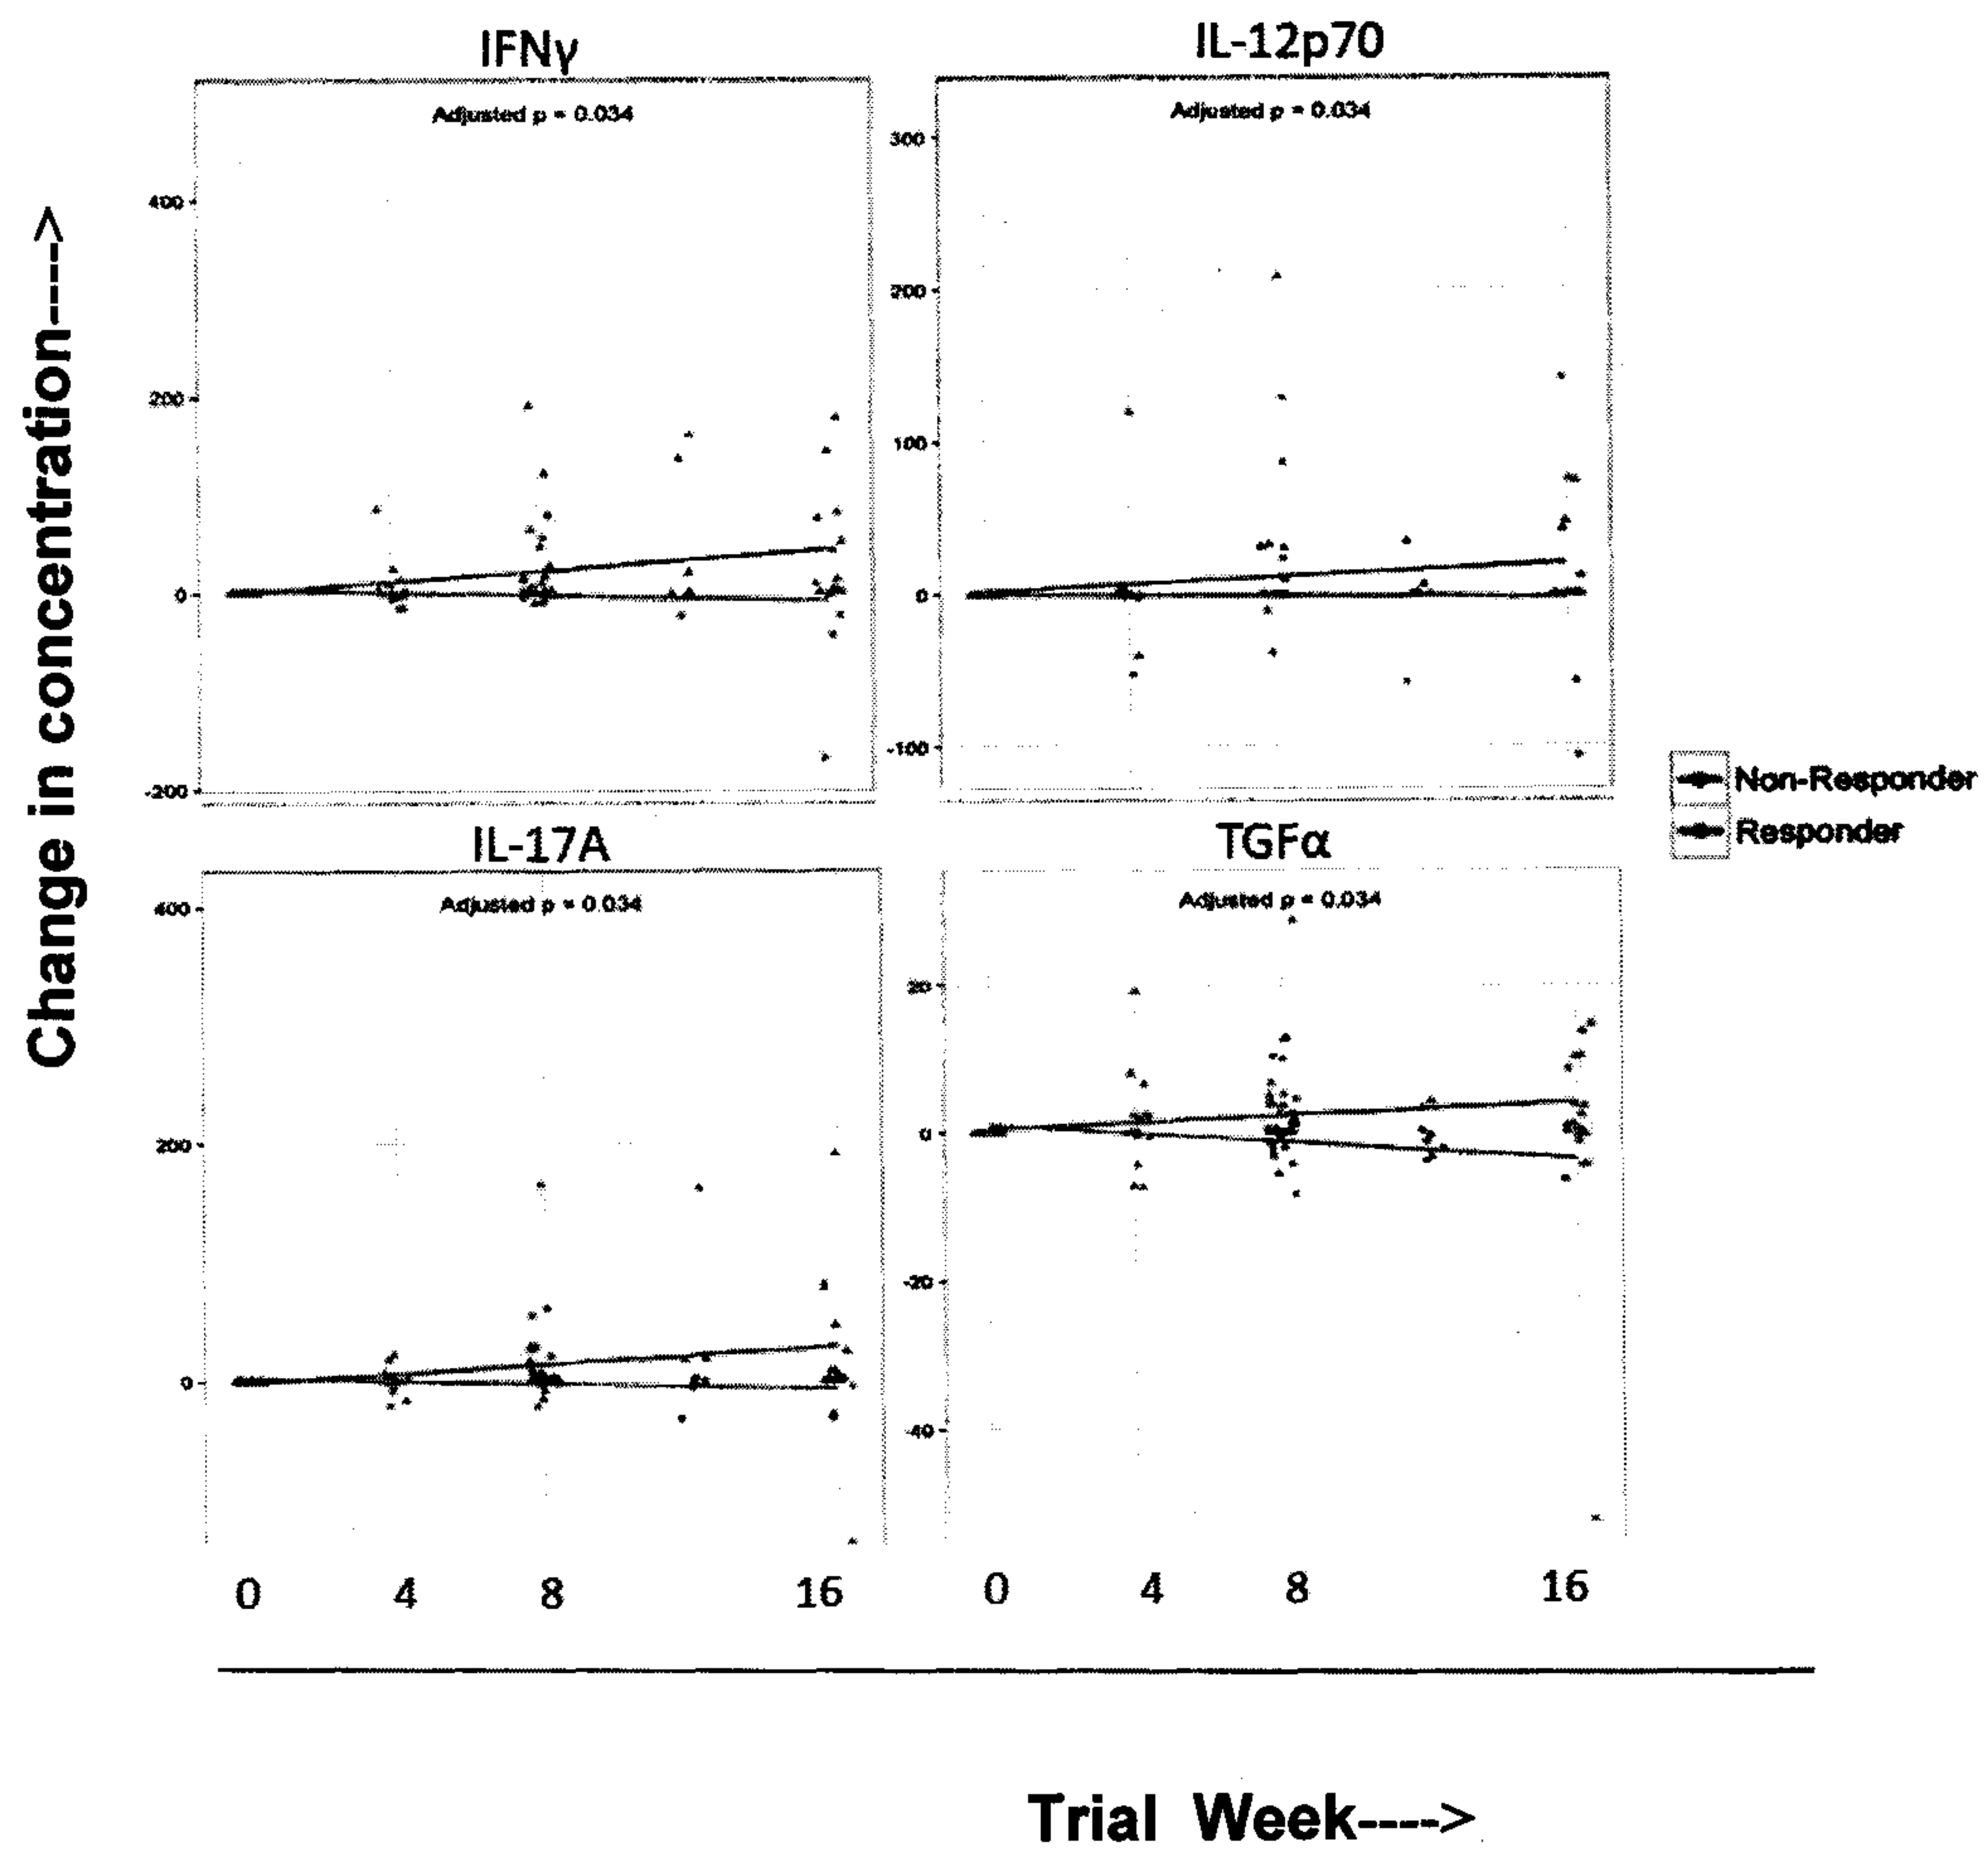 IFNγ
Adjusted p = 0.034
400
200
0
-200
IL-12p70
Adjusted p = 0.034
300
200
100
0
-100
Non-Responder
Responder
IL-17A
Adjusted p = 0.034
400
200
0
0 4 8 16
TGFα
Adjusted p = 0.034
20
0
-20
-40
0 4 8 16
Change in concentration---->
Trial Week---->